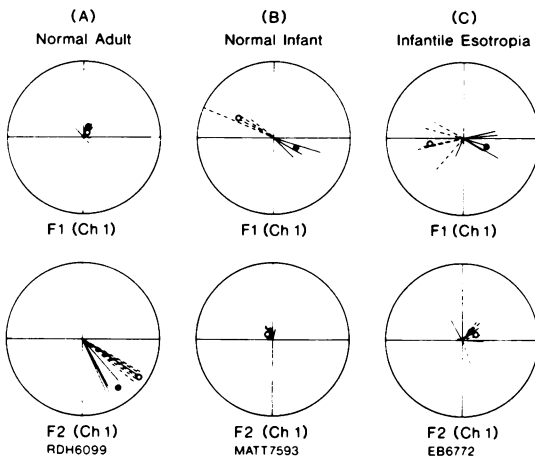 (A) (B) (C)
Normal Adult Normal Infant Infantile Esotropia
F1 (Ch 1) F1 (Ch 1) F1 (Ch 1)
F2 (Ch 1) F2 (Ch 1) F2 (Ch 1)
RDH6099 MATT7593 EB6772